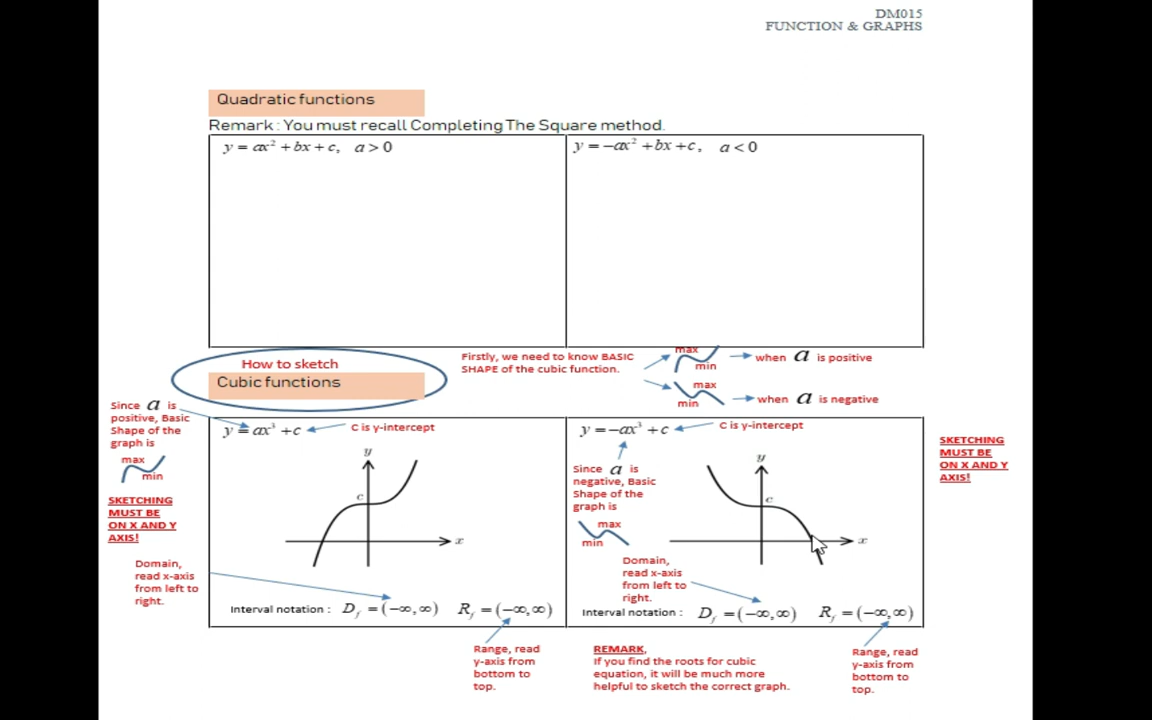 DM015
FUNCTION & GRAPHS
Quadratic functions
Remark : You must recall Completing The Square method.
y = ax² + bx + c, a > 0
y = −ax² + bx + c, a < 0
How to sketch
Cubic functions
Firstly, we need to know BASIC
SHAPE of the cubic function.
max
min
when a is positive
max
min
when a is negative
Since a is
positive, Basic
Shape of the
graph is
max
min
SKETCHING
MUST BE
ON X AND Y
AXIS!
Domain,
read x-axis
from left to
right.
y = ax³ + c
C is y-intercept
y
c
x
Interval notation : D_f = (−∞, ∞) R_f = (−∞, ∞)
Range, read
y-axis from
bottom to
top.
y = −ax³ + c
C is y-intercept
Since a is
negative, Basic
Shape of the
graph is
max
min
y
c
x
Domain,
read x-axis
from left to
right.
Interval notation : D_f = (−∞, ∞) R_f = (−∞, ∞)
SKETCHING
MUST BE
ON X AND Y
AXIS!
REMARK,
If you find the roots for cubic
equation, it will be much more
helpful to sketch the correct graph.
Range, read
y-axis from
bottom to
top.